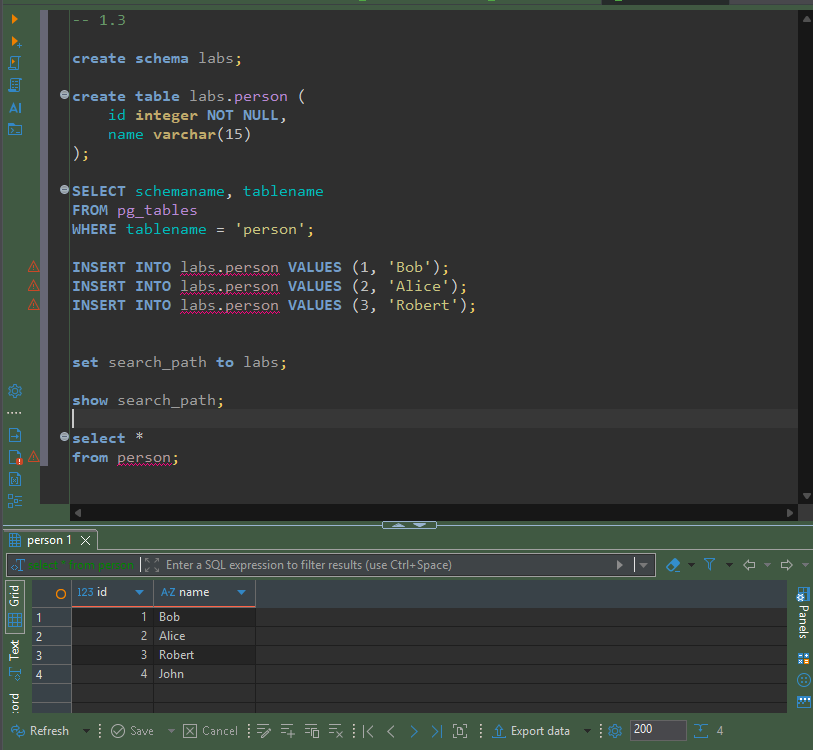 -- 1.3
create schema labs;
create table labs.person (
id integer NOT NULL,
name varchar(15)
);
SELECT schemaname, tablename
FROM pg_tables
WHERE tablename = 'person';
INSERT INTO labs.person VALUES (1, 'Bob');
INSERT INTO labs.person VALUES (2, 'Alice');
INSERT INTO labs.person VALUES (3, 'Robert');
set search_path to labs;
show search_path;
select *
from person;
AI
person 1
select * from person
Enter a SQL expression to filter results (use Ctrl+Space)
Grid
Text
Panels
123 id
A-Z name
1 1 Bob
2 2 Alice
3 3 Robert
4 4 John
Refresh
Save
Cancel
Export data
200
4